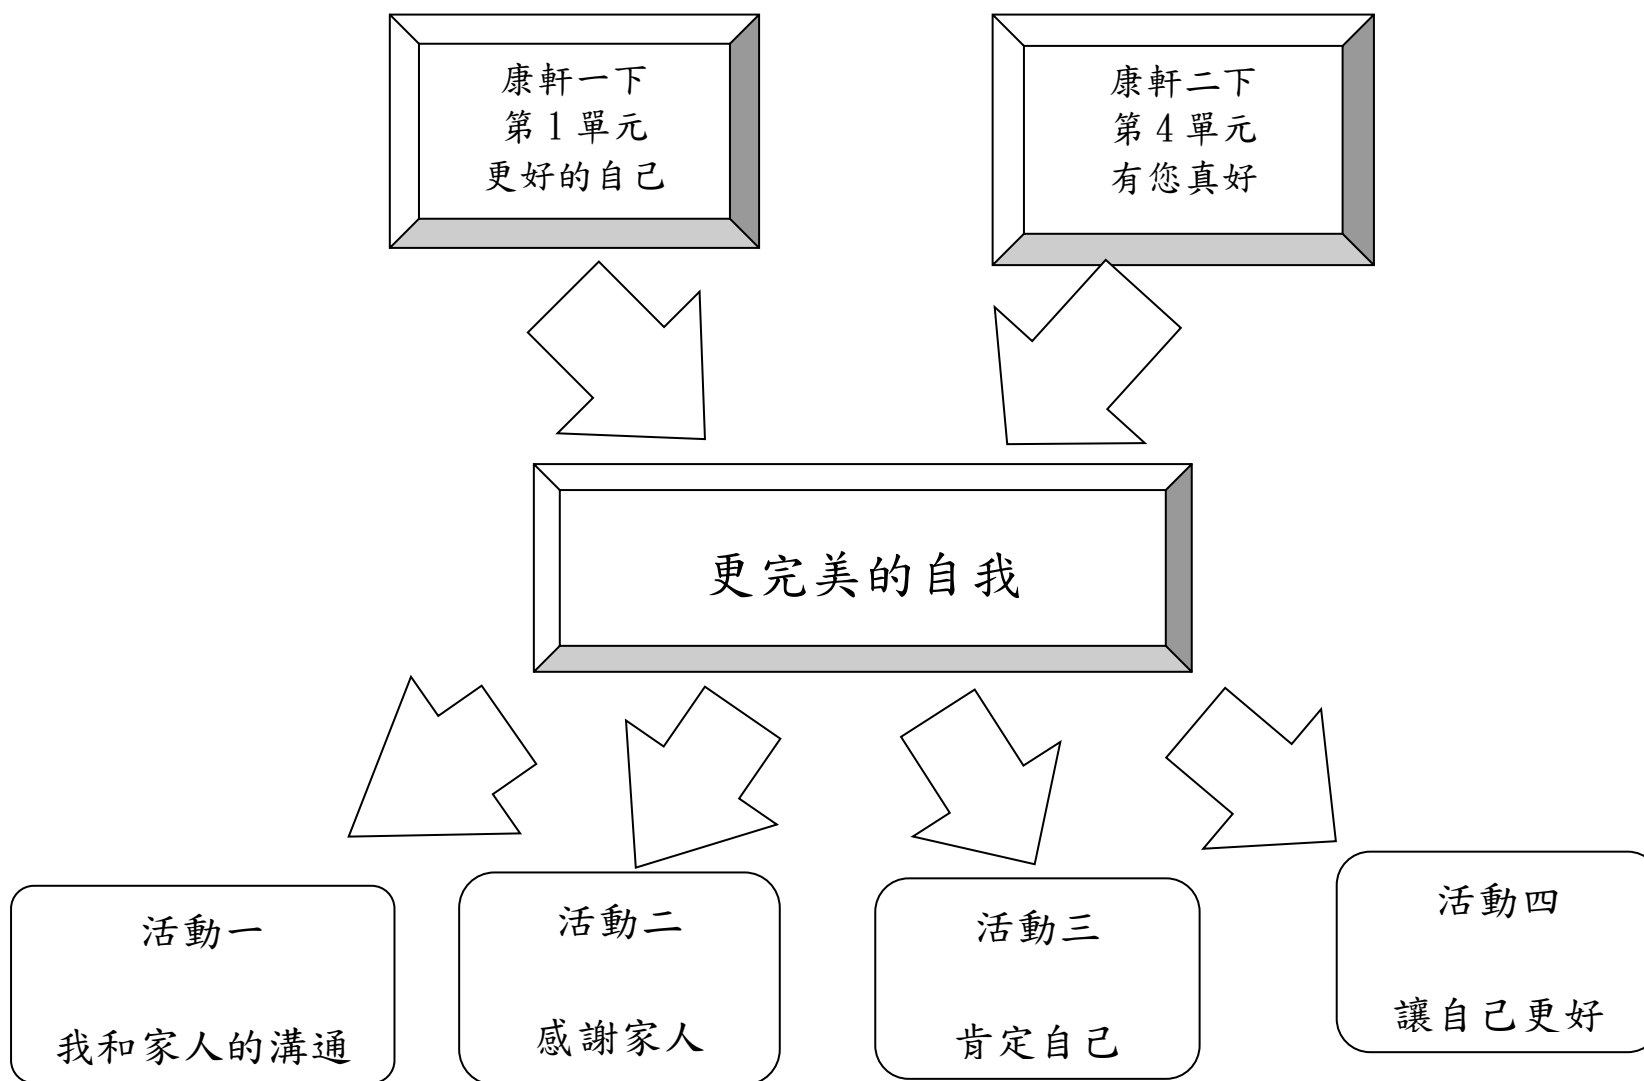 康軒一下
第1單元
更好的自己
康軒二下
第4單元
有您真好
更完美的自我
活動一
我和家人的溝通
活動二
感謝家人
活動三
肯定自己
活動四
讓自己更好